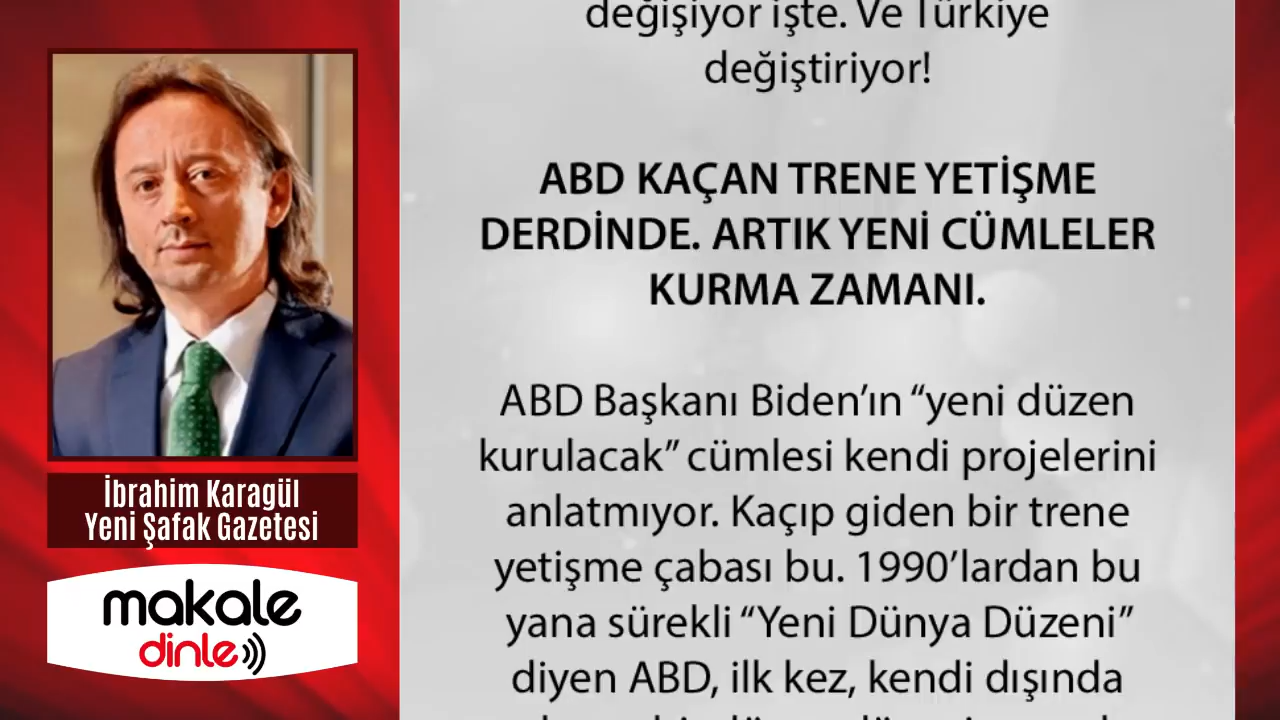 değişiyor işte. Ve Türkiye
değiştiriyor!
ABD KAÇAN TRENE YETİŞME
DERDİNDE. ARTIK YENİ CÜMLELER
KURMA ZAMANI.
ABD Başkanı Biden’ın “yeni düzen
kurulacak” cümlesi kendi projelerini
anlatmıyor. Kaçıp giden bir trene
yetişme çabası bu. 1990’lardan bu
yana sürekli “Yeni Dünya Düzeni”
diyen ABD, ilk kez, kendi dışında
İbrahim Karagül
Yeni Şafak Gazetesi
makale
dinle